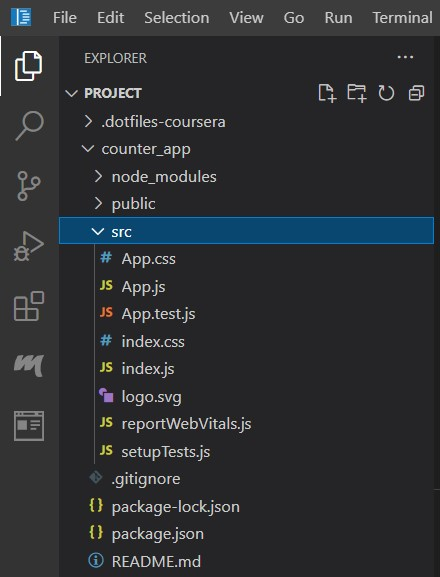 File Edit Selection View Go Run Terminal
EXPLORER
PROJECT
.dotfiles-coursera
counter_app
node_modules
public
src
# App.css
JS App.js
JS App.test.js
# index.css
JS index.js
logo.svg
JS reportWebVitals.js
JS setupTests.js
.gitignore
{} package-lock.json
{} package.json
README.md